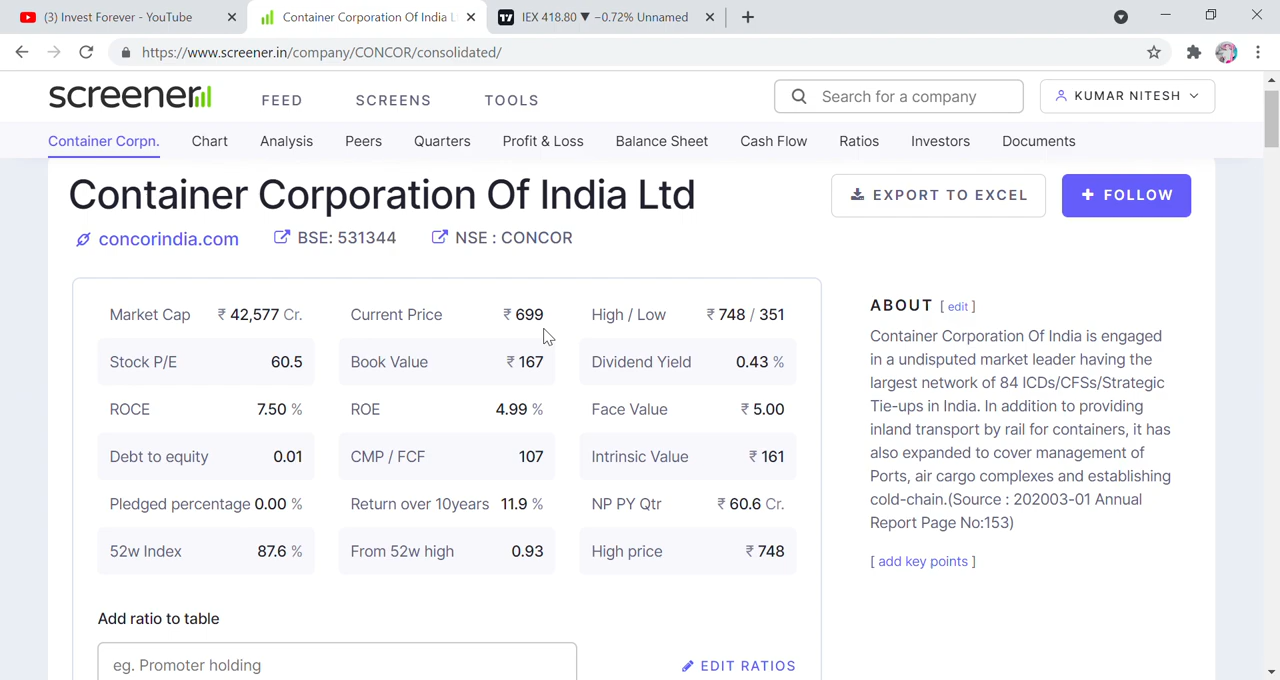 (3) Invest Forever - YouTube
Container Corporation Of India L
IEX 418.80 ▼ −0.72% Unnamed
https://www.screener.in/company/CONCOR/consolidated/
screener
FEED
SCREENS
TOOLS
Search for a company
KUMAR NITESH
Container Corpn.
Chart
Analysis
Peers
Quarters
Profit & Loss
Balance Sheet
Cash Flow
Ratios
Investors
Documents
Container Corporation Of India Ltd
EXPORT TO EXCEL
+ FOLLOW
concorindia.com
BSE: 531344
NSE : CONCOR
Market Cap ₹ 42,577 Cr.
Current Price ₹ 699
High / Low ₹ 748 / 351
Stock P/E 60.5
Book Value ₹ 167
Dividend Yield 0.43 %
ROCE 7.50 %
ROE 4.99 %
Face Value ₹ 5.00
Debt to equity 0.01
CMP / FCF 107
Intrinsic Value ₹ 161
Pledged percentage 0.00 %
Return over 10years 11.9 %
NP PY Qtr ₹ 60.6 Cr.
52w Index 87.6 %
From 52w high 0.93
High price ₹ 748
Add ratio to table
eg. Promoter holding
EDIT RATIOS
ABOUT [ edit ]
Container Corporation Of India is engaged
in a undisputed market leader having the
largest network of 84 ICDs/CFSs/Strategic
Tie-ups in India. In addition to providing
inland transport by rail for containers, it has
also expanded to cover management of
Ports, air cargo complexes and establishing
cold-chain.(Source : 202003-01 Annual
Report Page No:153)
[ add key points ]